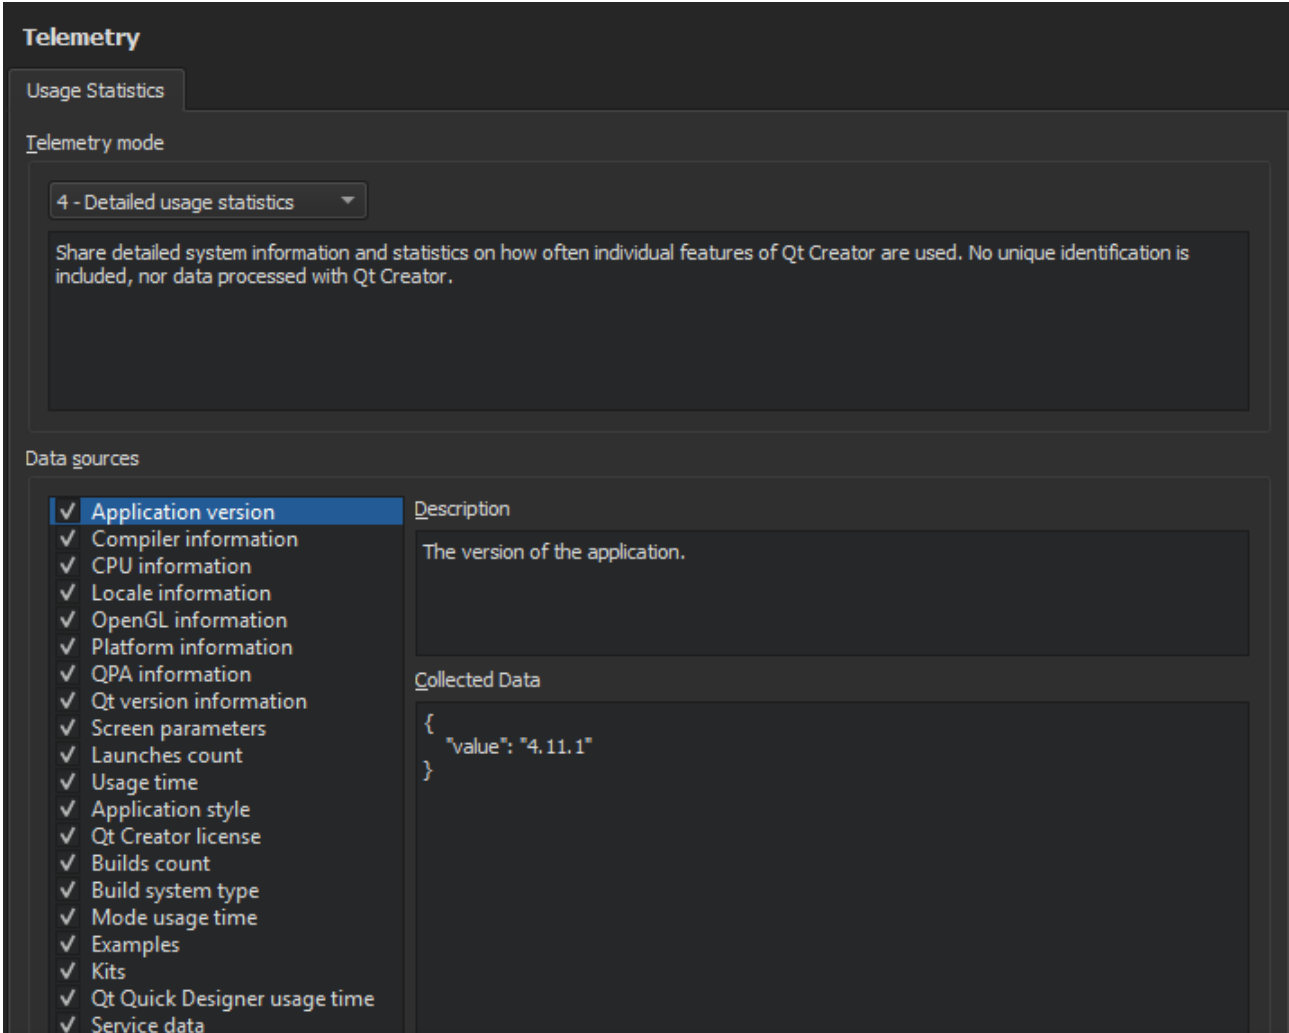 Telemetry
Usage Statistics
Telemetry mode
4 - Detailed usage statistics
Share detailed system information and statistics on how often individual features of Qt Creator are used. No unique identification is
included, nor data processed with Qt Creator.
Data sources
Application version
Compiler information
CPU information
Locale information
OpenGL information
Platform information
QPA information
Qt version information
Screen parameters
Launches count
Usage time
Application style
Qt Creator license
Builds count
Build system type
Mode usage time
Examples
Kits
Qt Quick Designer usage time
Service data
Description
The version of the application.
Collected Data
{
"value": "4.11.1"
}